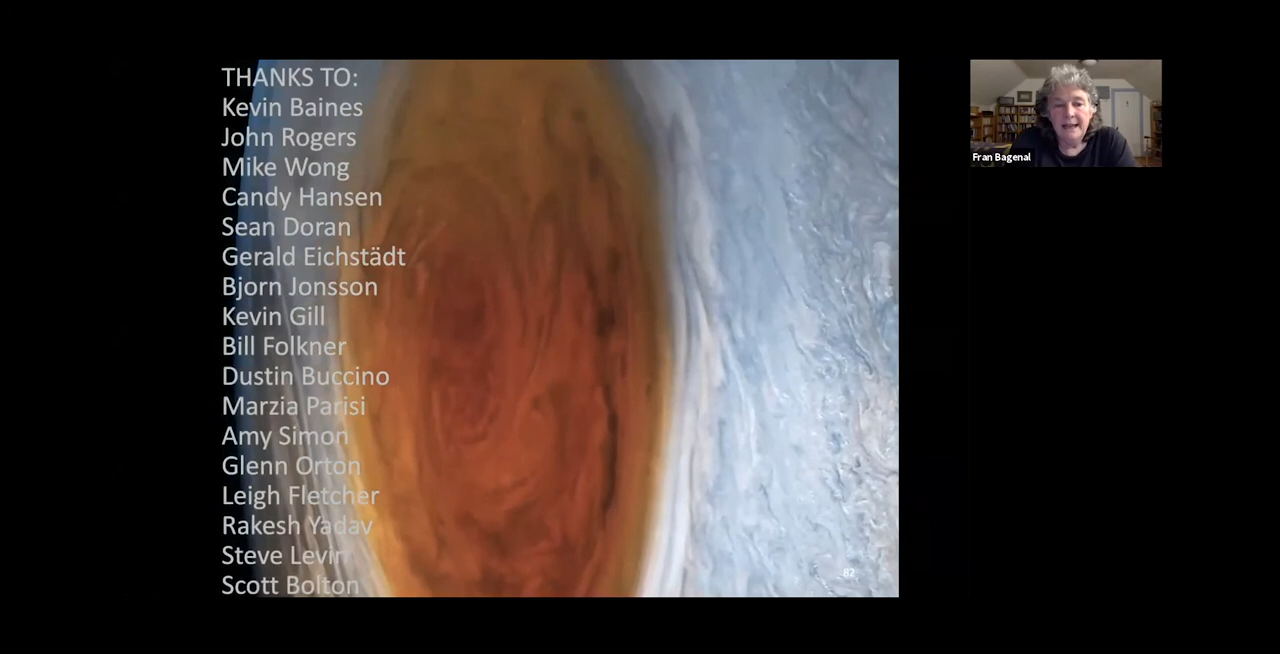 THANKS TO:
Kevin Baines
John Rogers
Mike Wong
Candy Hansen
Sean Doran
Gerald Eichstädt
Bjorn Jonsson
Kevin Gill
Bill Folkner
Dustin Buccino
Marzia Parisi
Amy Simon
Glenn Orton
Leigh Fletcher
Rakesh Yadav
Steve Levin
Scott Bolton
82
Fran Bagenal